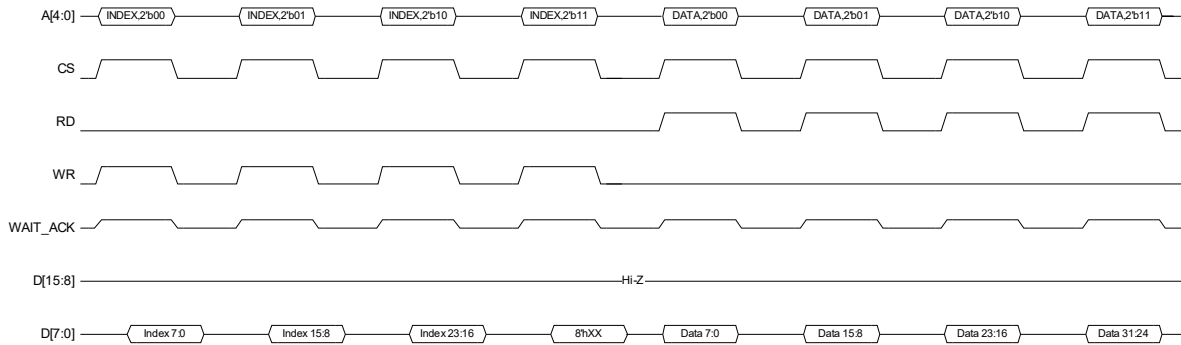 A[4:0] INDEX,2'b00 INDEX,2'b01 INDEX,2'b10 INDEX,2'b11 DATA,2'b00 DATA,2'b01 DATA,2'b10 DATA,2'b11
CS
RD
WR
WAIT_ACK
D[15:8] Hi-Z
D[7:0] Index 7:0 Index 15:8 Index 23:16 8'hXX Data 7:0 Data 15:8 Data 23:16 Data 31:24